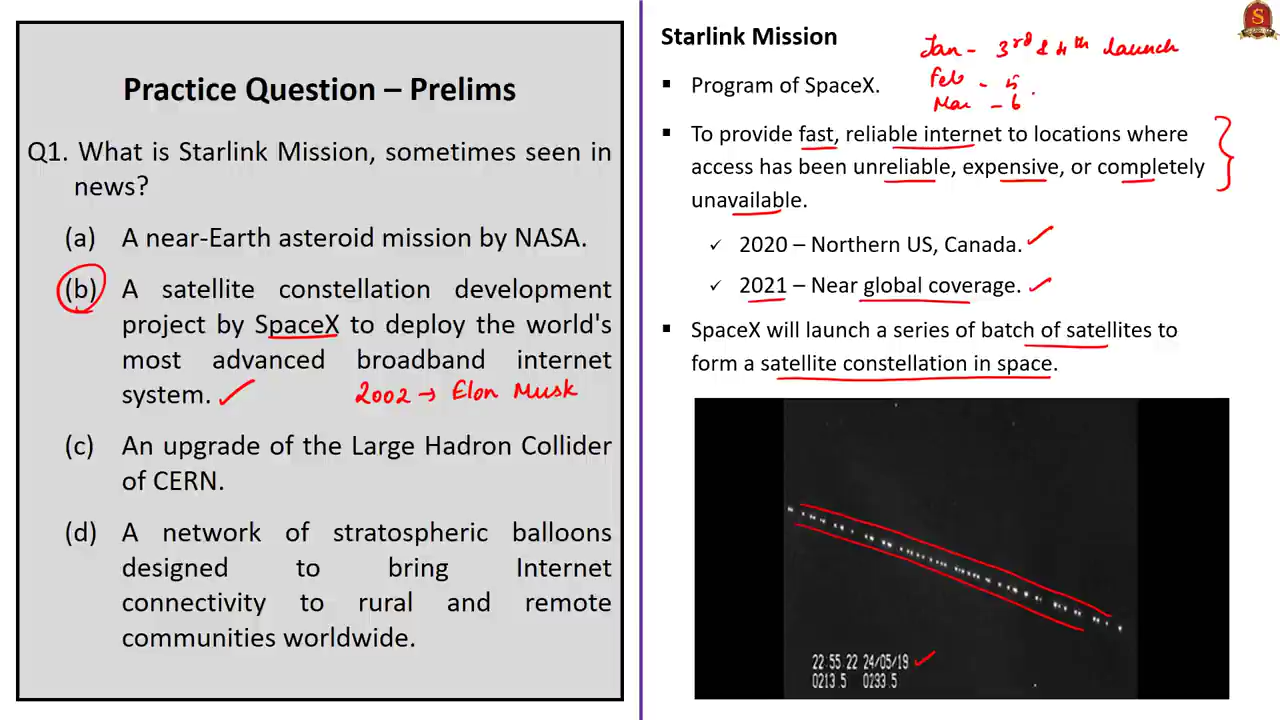 Practice Question – Prelims
Q1. What is Starlink Mission, sometimes seen in
news?
(a) A near-Earth asteroid mission by NASA.
(b) A satellite constellation development
project by SpaceX to deploy the world's
most advanced broadband internet
system.
2002 → Elon Musk
(c) An upgrade of the Large Hadron Collider
of CERN.
(d) A network of stratospheric balloons
designed to bring Internet
connectivity to rural and remote
communities worldwide.
Starlink Mission
Jan - 3rd & 4th launch
Feb - 5
Mar - 6
▪ Program of SpaceX.
▪ To provide fast, reliable internet to locations where
access has been unreliable, expensive, or completely
unavailable.
✓ 2020 – Northern US, Canada.
✓ 2021 – Near global coverage.
▪ SpaceX will launch a series of batch of satellites to
form a satellite constellation in space.
22:55:22 24/05/19
0213.5 0293.5
S